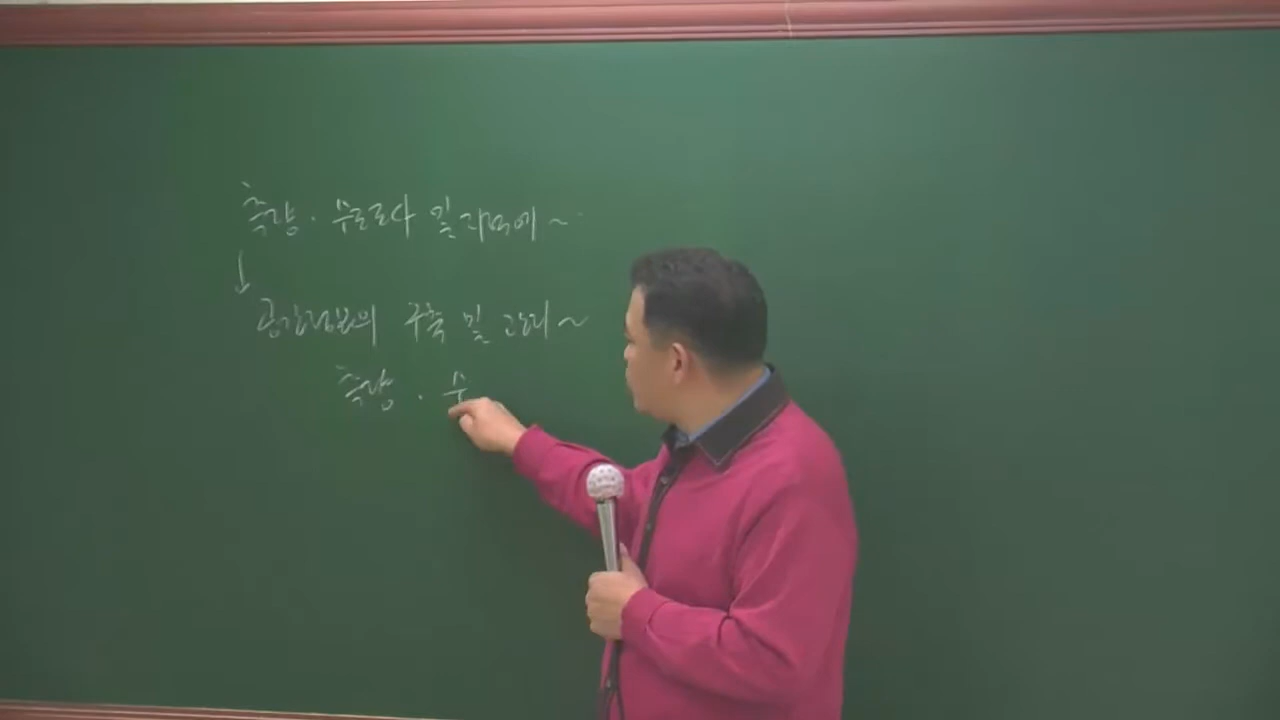 측량 · 수로조사 및 지적에 ~
↓
공간정보의 구축 및 관리 ~
측량 · 수